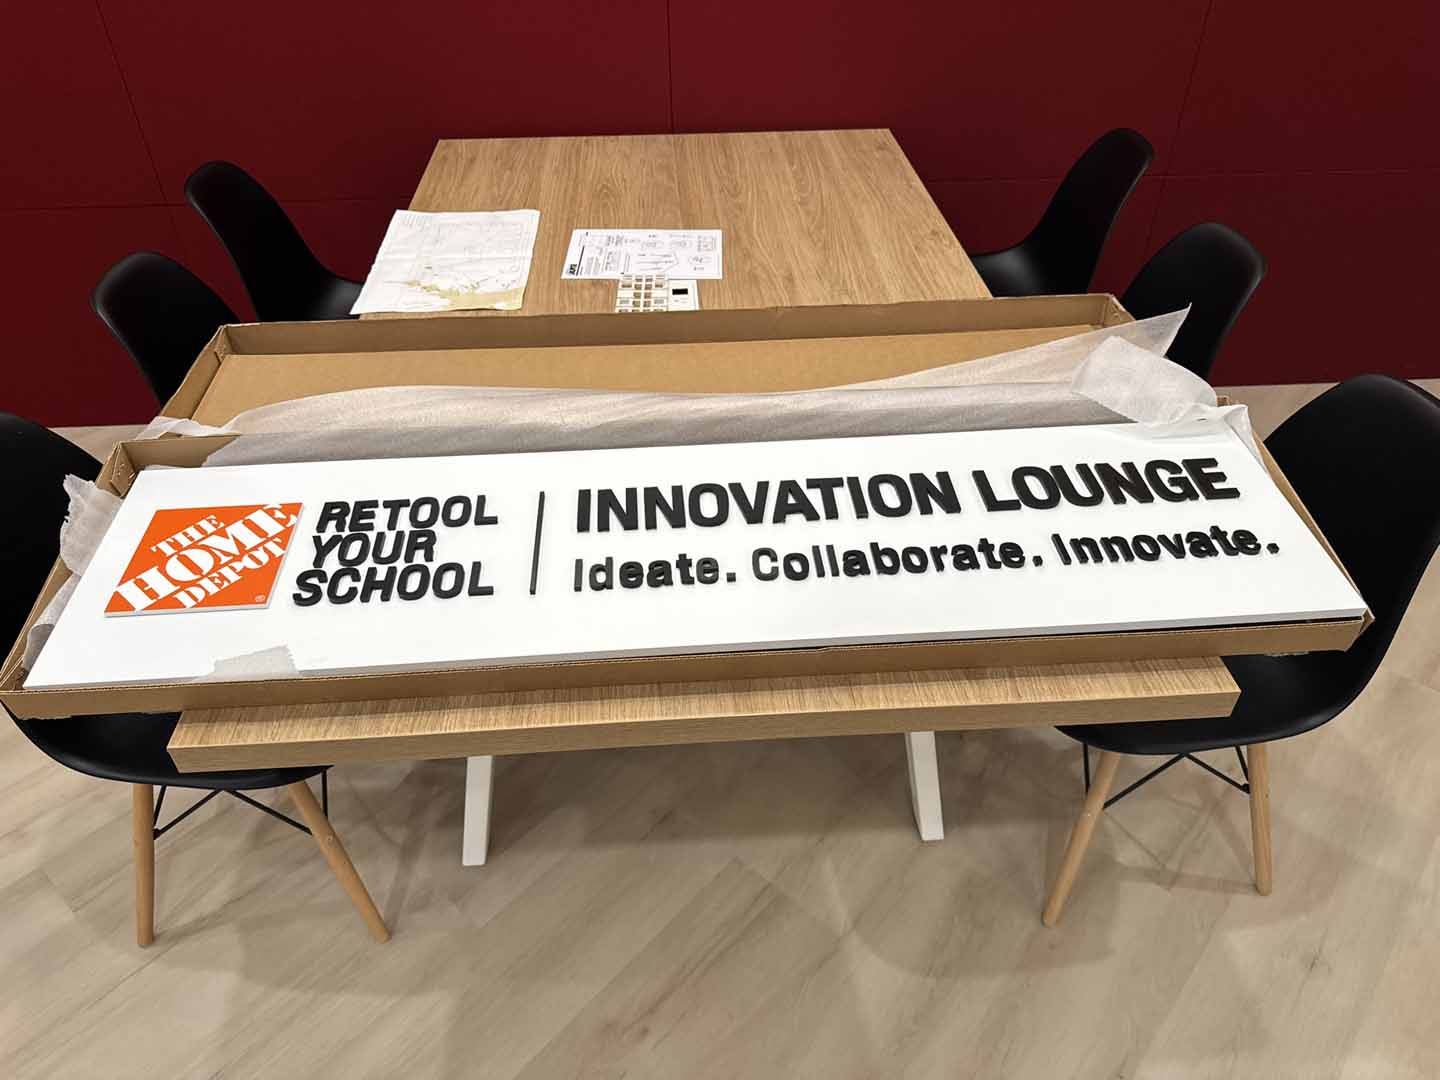 THE
HOME
DEPOT
®
RETOOL
YOUR
SCHOOL
INNOVATION LOUNGE
Ideate. Collaborate. Innovate.